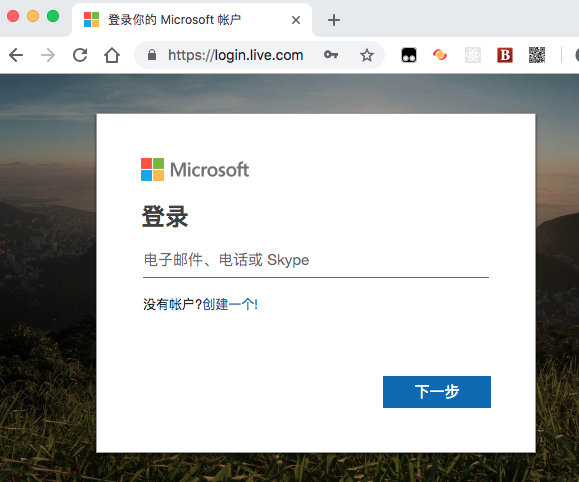 登录你的 Microsoft 帐户
https://login.live.com
B
Microsoft
登录
电子邮件、电话或 Skype
没有帐户?创建一个!
下一步